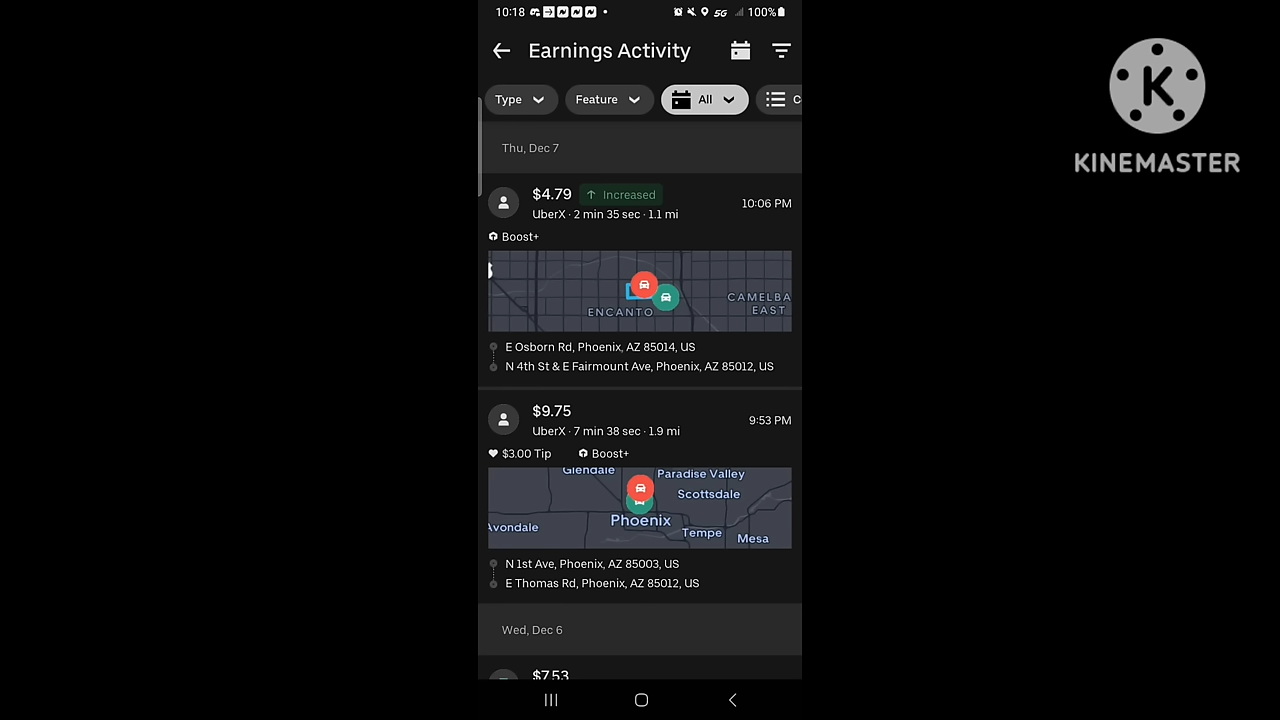 10:18 5G 100%
Earnings Activity
Type Feature All C
KINEMASTER
Thu, Dec 7
$4.79 Increased
10:06 PM
UberX · 2 min 35 sec · 1.1 mi
Boost+
ENCANTO
CAMELBA
EAST
E Osborn Rd, Phoenix, AZ 85014, US
N 4th St & E Fairmount Ave, Phoenix, AZ 85012, US
$9.75
9:53 PM
UberX · 7 min 38 sec · 1.9 mi
$3.00 Tip Boost+
Glendale Paradise Valley
Scottsdale
Phoenix
Avondale
Tempe
Mesa
N 1st Ave, Phoenix, AZ 85003, US
E Thomas Rd, Phoenix, AZ 85012, US
Wed, Dec 6
$7.53